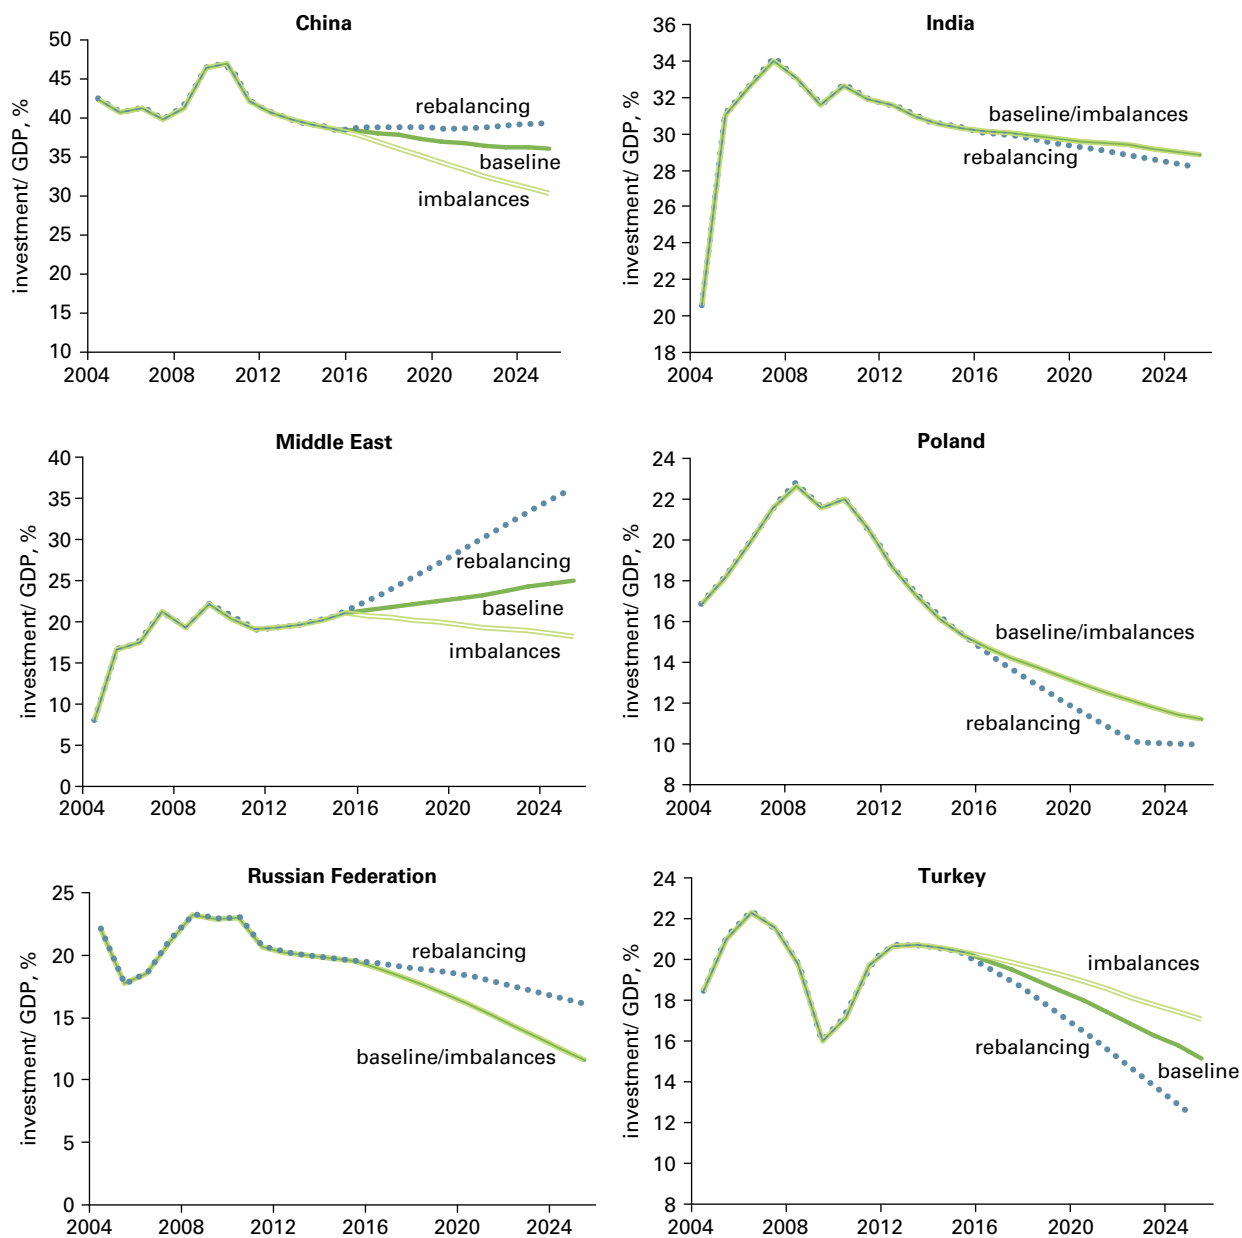 China
investment/ GDP, %
50
45
40
35
30
25
20
15
10
2004 2008 2012 2016 2020 2024
rebalancing
baseline
imbalances
India
investment/ GDP, %
36
34
32
30
28
26
24
22
20
18
2004 2008 2012 2016 2020 2024
baseline/imbalances
rebalancing
Middle East
investment/ GDP, %
40
35
30
25
20
15
10
5
0
2004 2008 2012 2016 2020 2024
rebalancing
baseline
imbalances
Poland
investment/ GDP, %
24
22
20
18
16
14
12
10
8
2004 2008 2012 2016 2020 2024
baseline/imbalances
rebalancing
Russian Federation
investment/ GDP, %
25
20
15
10
5
0
2004 2008 2012 2016 2020 2024
rebalancing
baseline/imbalances
Turkey
investment/ GDP, %
24
22
20
18
16
14
12
10
8
2004 2008 2012 2016 2020 2024
imbalances
rebalancing
baseline